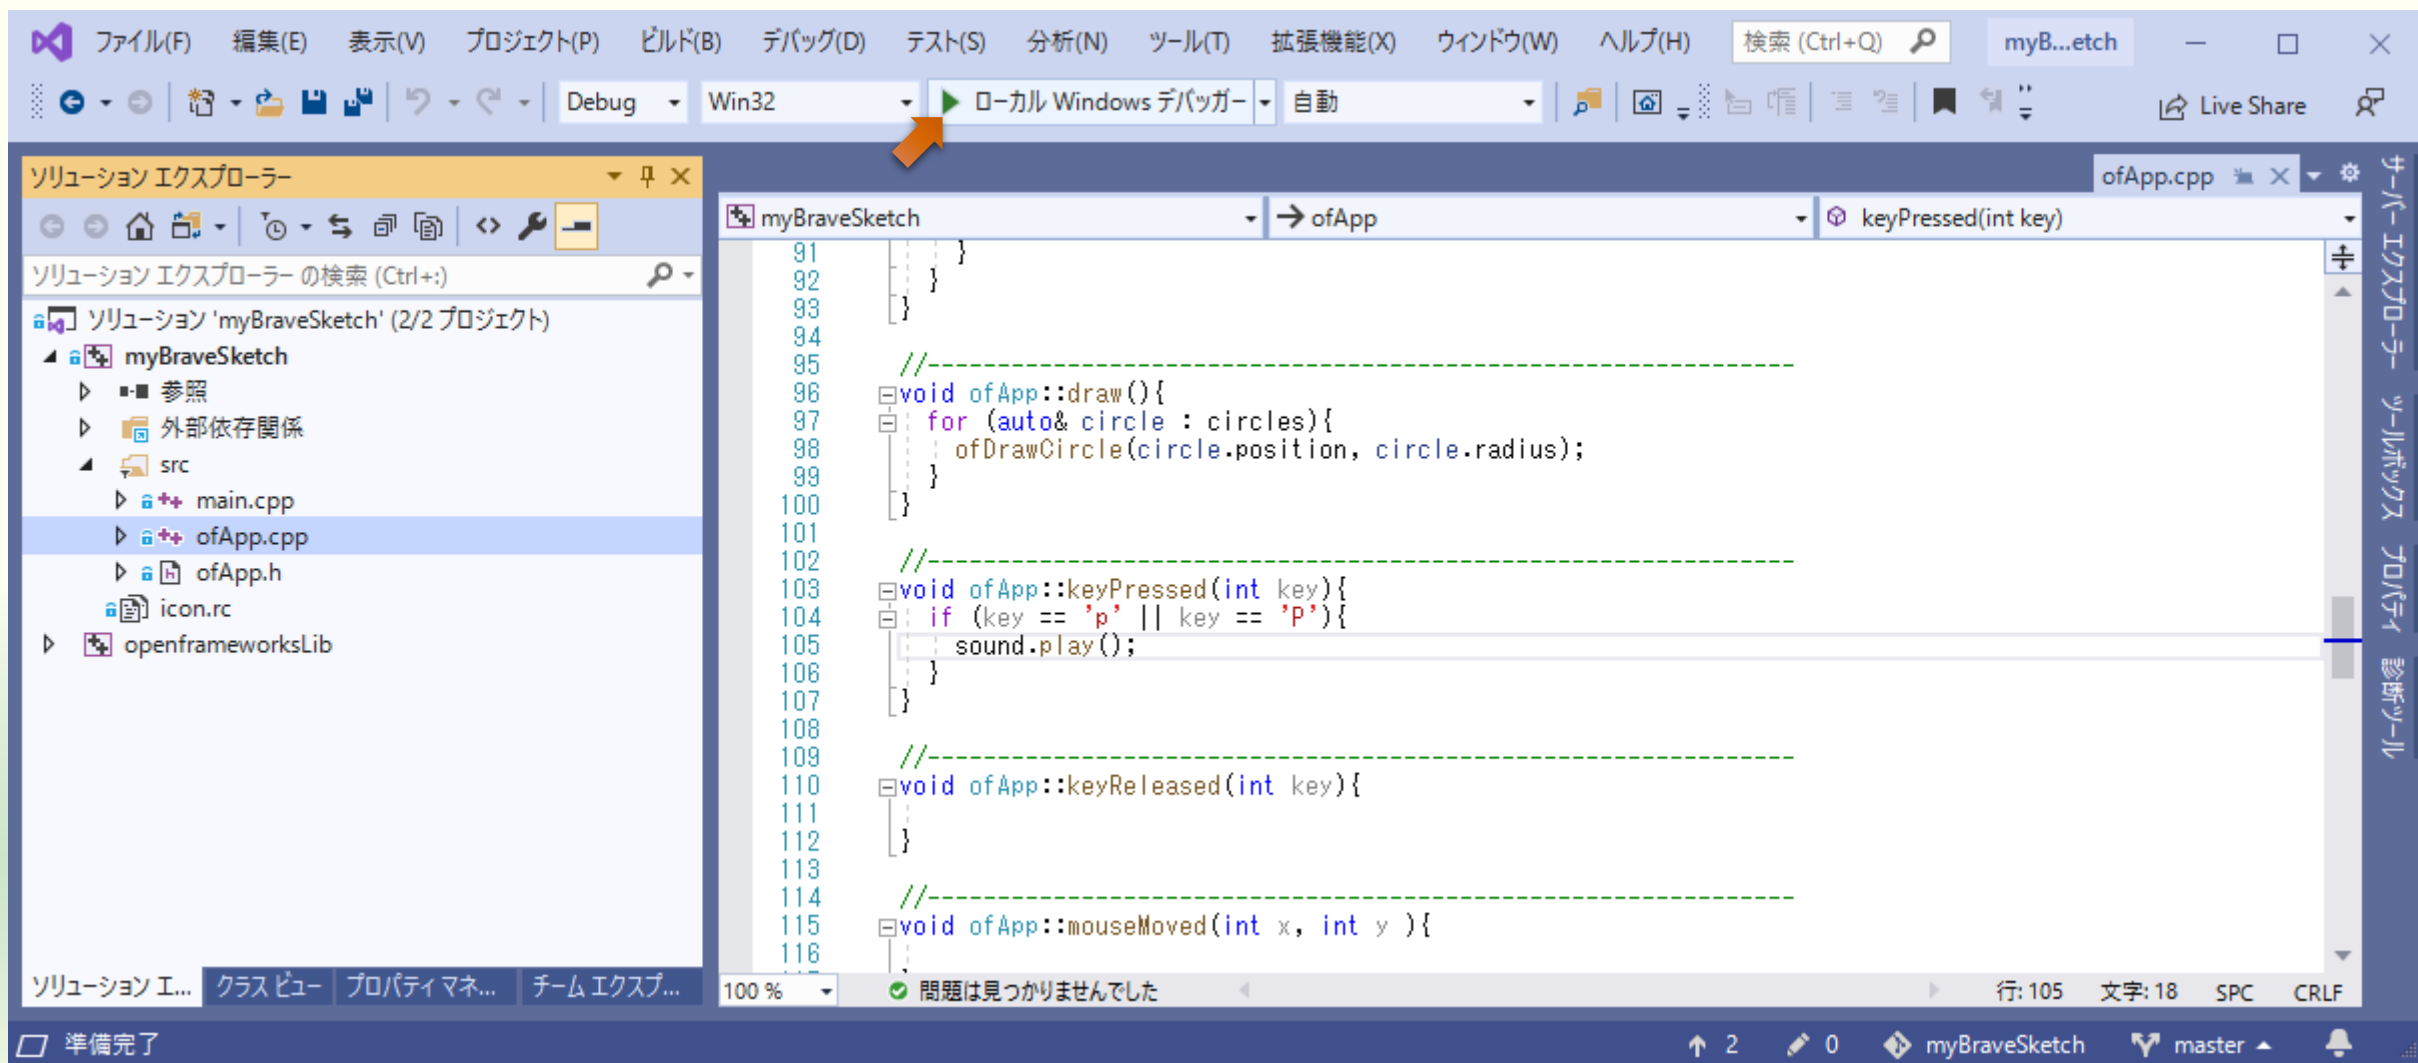 ファイル(F) 編集(E) 表示(V) プロジェクト(P) ビルド(B) デバッグ(D) テスト(S) 分析(N) ツール(T) 拡張機能(X) ウィンドウ(W) ヘルプ(H) 検索 (Ctrl+Q) myB...etch
Debug Win32 ローカル Windows デバッガー 自動 Live Share
ソリューション エクスプローラー
ソリューション エクスプローラー の検索 (Ctrl+:)
ソリューション 'myBraveSketch' (2/2 プロジェクト)
myBraveSketch
参照
外部依存関係
src
main.cpp
ofApp.cpp
ofApp.h
icon.rc
openframeworksLib
ソリューション エ... クラス ビュー プロパティ マネ... チーム エクスプ...
ofApp.cpp
myBraveSketch ofApp keyPressed(int key)
91 }
92 }
93 }
94
95 //--------------------------------------------------------------
96 void ofApp::draw(){
97 for (auto& circle : circles){
98 ofDrawCircle(circle.position, circle.radius);
99 }
100 }
101
102 //--------------------------------------------------------------
103 void ofApp::keyPressed(int key){
104 if (key == 'p' || key == 'P'){
105 sound.play();
106 }
107 }
108
109 //--------------------------------------------------------------
110 void ofApp::keyReleased(int key){
111
112 }
113
114 //--------------------------------------------------------------
115 void ofApp::mouseMoved(int x, int y ){
116
100 % 問題は見つかりませんでした 行: 105 文字: 18 SPC CRLF
サーバー エクスプローラー
ツールボックス
プロパティ
診断ツール
準備完了 2 0 myBraveSketch master